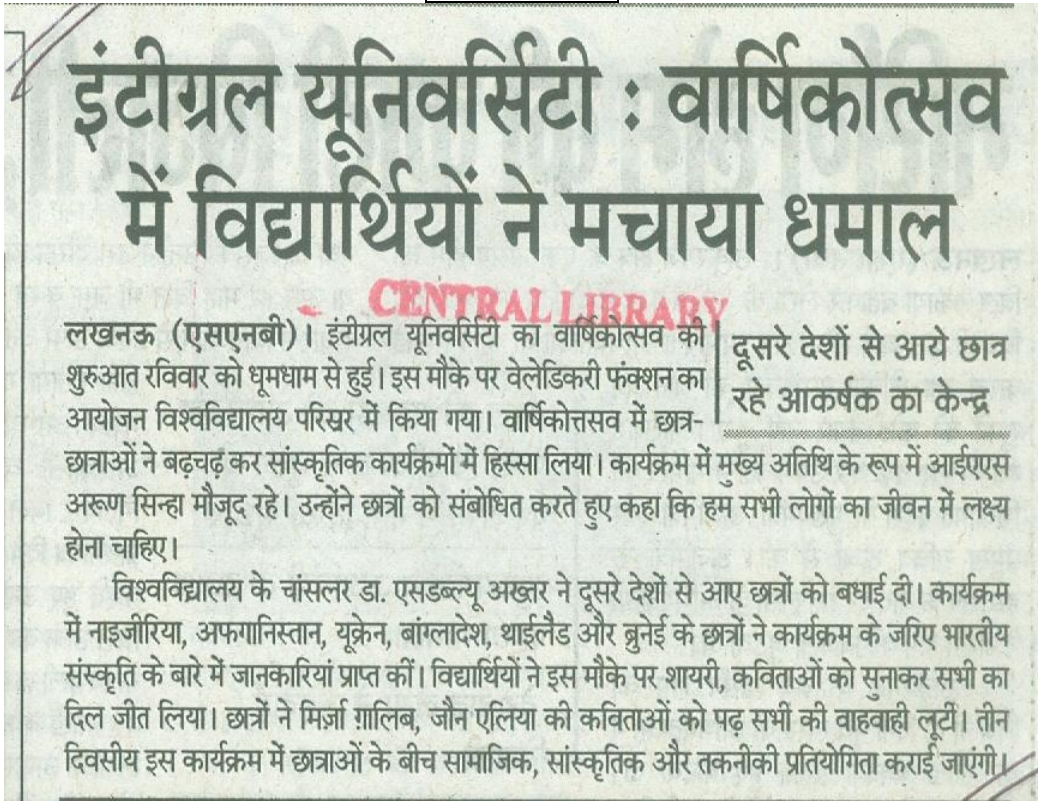 इंटीग्रल यूनिवर्सिटी : वार्षिकोत्सव
में विद्यार्थियों ने मचाया धमाल
CENTRAL LIBRARY
लखनऊ (एसएनबी)। इंटीग्रल यूनिवर्सिटी का वार्षिकोत्सव की
शुरुआत रविवार को धूमधाम से हुई। इस मौके पर वेलेडिकरी फंक्शन का
आयोजन विश्वविद्यालय परिसर में किया गया। वार्षिकोत्तसव में छात्र-
दूसरे देशों से आये छात्र
रहे आकर्षक का केन्द्र
छात्राओं ने बढ़चढ़ कर सांस्कृतिक कार्यक्रमों में हिस्सा लिया। कार्यक्रम में मुख्य अतिथि के रूप में आईएएस
अरूण सिन्हा मौजूद रहे। उन्होंने छात्रों को संबोधित करते हुए कहा कि हम सभी लोगों का जीवन में लक्ष्य
होना चाहिए।
विश्वविद्यालय के चांसलर डा. एसडब्ल्यू अख्तर ने दूसरे देशों से आए छात्रों को बधाई दी। कार्यक्रम
में नाइजीरिया, अफगानिस्तान, यूक्रेन, बांग्लादेश, थाईलैड और ब्रुनेई के छात्रों ने कार्यक्रम के जरिए भारतीय
संस्कृति के बारे में जानकारियां प्राप्त कीं। विद्यार्थियों ने इस मौके पर शायरी, कविताओं को सुनाकर सभी का
दिल जीत लिया। छात्रों ने मिर्ज़ा ग़ालिब, जौन एलिया की कविताओं को पढ़ सभी की वाहवाही लूटी। तीन
दिवसीय इस कार्यक्रम में छात्राओं के बीच सामाजिक, सांस्कृतिक और तकनीकी प्रतियोगिता कराई जाएंगी।